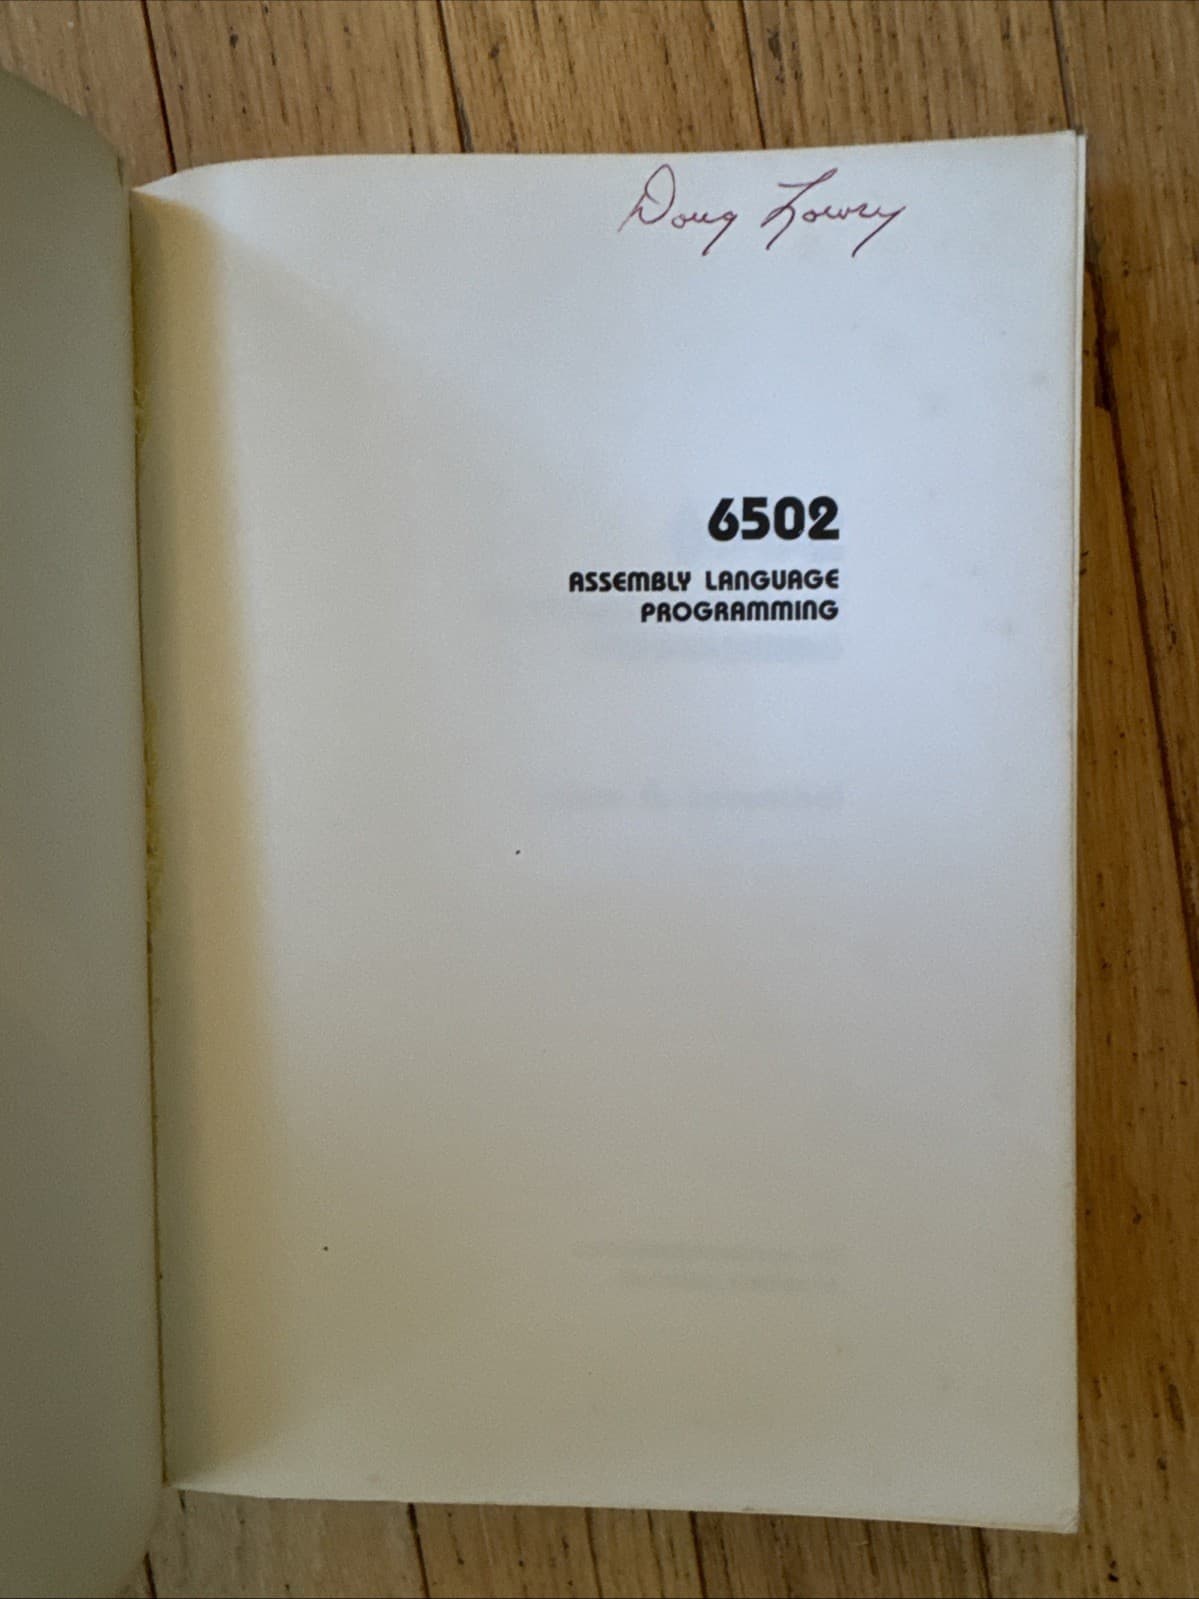 Doug Lowry
6502
ASSEMBLY LANGUAGE
PROGRAMMING